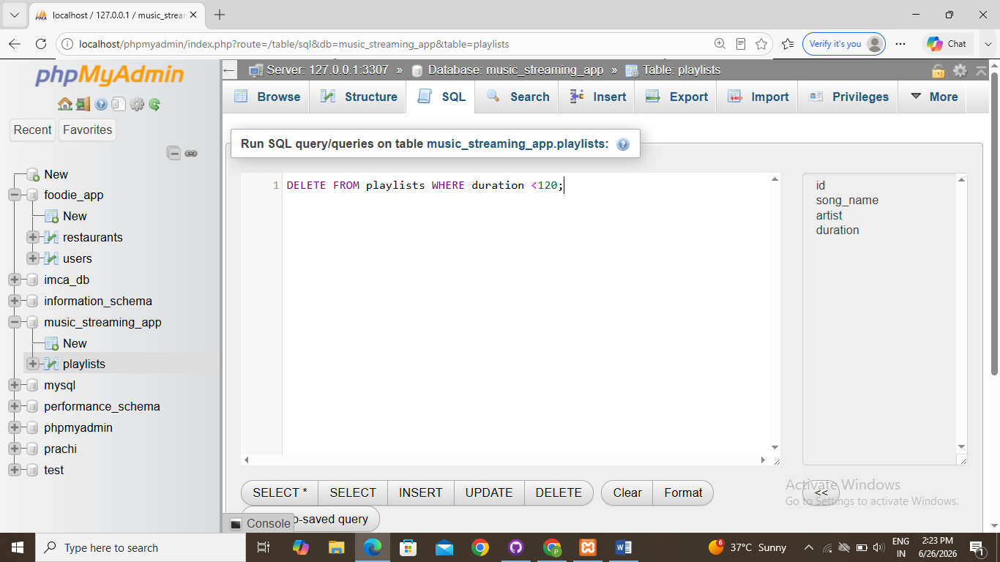 localhost / 127.0.0.1 / music_strear
localhost/phpmyadmin/index.php?route=/table/sql&db=music_streaming_app&table=playlists
Verify it's you
Chat
phpMyAdmin
Recent
Favorites
New
foodie_app
New
restaurants
users
imca_db
information_schema
music_streaming_app
New
playlists
mysql
performance_schema
phpmyadmin
prachi
test
Server: 127.0.0.1:3307 » Database: music_streaming_app » Table: playlists
Browse Structure SQL Search Insert Export Import Privileges More
Run SQL query/queries on table music_streaming_app.playlists:
1 DELETE FROM playlists WHERE duration <120;
id
song_name
artist
duration
SELECT * SELECT INSERT UPDATE DELETE Clear Format <<
o-saved query
Console
Activate Windows
Go to Settings to activate Windows.
Type here to search
6
37°C Sunny
ENG
IN
2:23 PM
6/26/2026
1